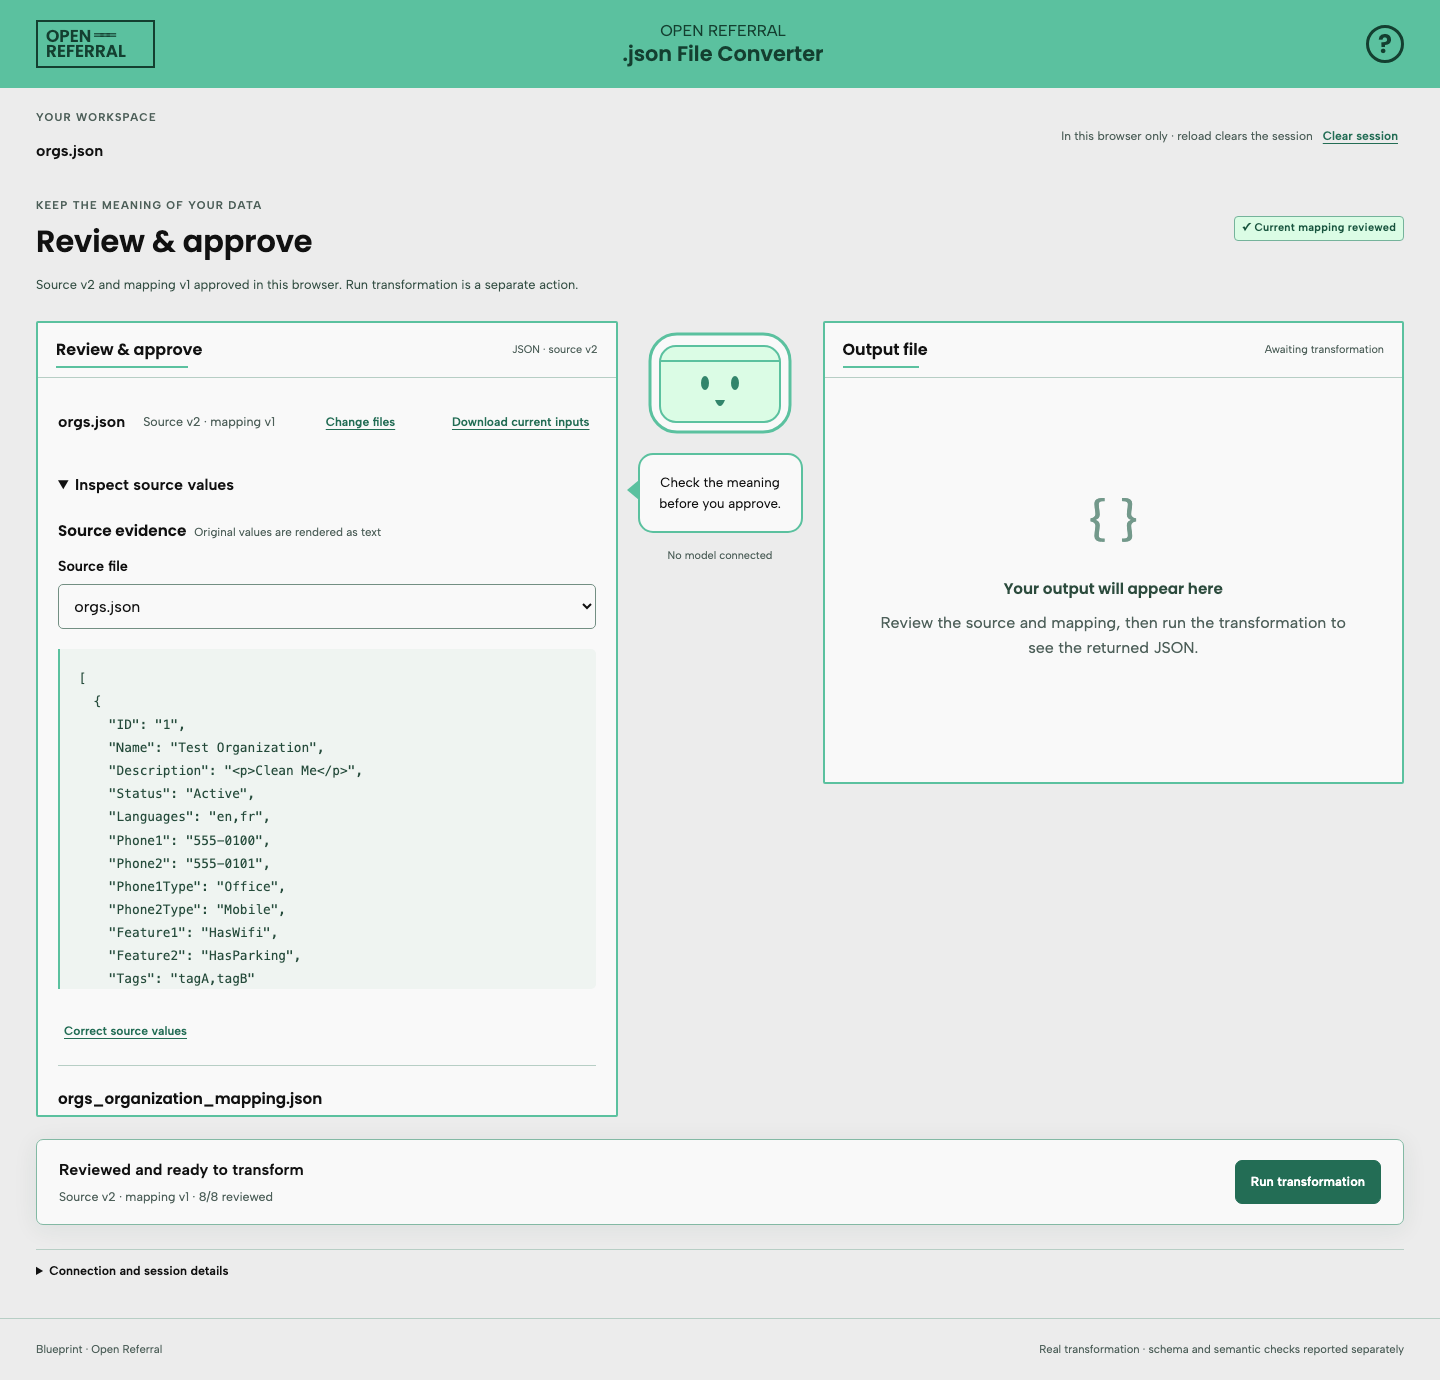 OPEN
REFERRAL
OPEN REFERRAL
.json File Converter
?
YOUR WORKSPACE
orgs.json
In this browser only · reload clears the session Clear session
KEEP THE MEANING OF YOUR DATA
Review & approve
✓ Current mapping reviewed
Source v2 and mapping v1 approved in this browser. Run transformation is a separate action.
Review & approve
JSON · source v2
orgs.json Source v2 · mapping v1 Change files Download current inputs
▼ Inspect source values
Source evidence Original values are rendered as text
Source file
orgs.json
[
  {
    "ID": "1",
    "Name": "Test Organization",
    "Description": "<p>Clean Me</p>",
    "Status": "Active",
    "Languages": "en,fr",
    "Phone1": "555-0100",
    "Phone2": "555-0101",
    "Phone1Type": "Office",
    "Phone2Type": "Mobile",
    "Feature1": "HasWifi",
    "Feature2": "HasParking",
    "Tags": "tagA,tagB"
Correct source values
orgs_organization_mapping.json
Check the meaning
before you approve.
No model connected
Output file
Awaiting transformation
{ }
Your output will appear here
Review the source and mapping, then run the transformation to
see the returned JSON.
Reviewed and ready to transform
Source v2 · mapping v1 · 8/8 reviewed
Run transformation
▶ Connection and session details
Blueprint · Open Referral
Real transformation · schema and semantic checks reported separately